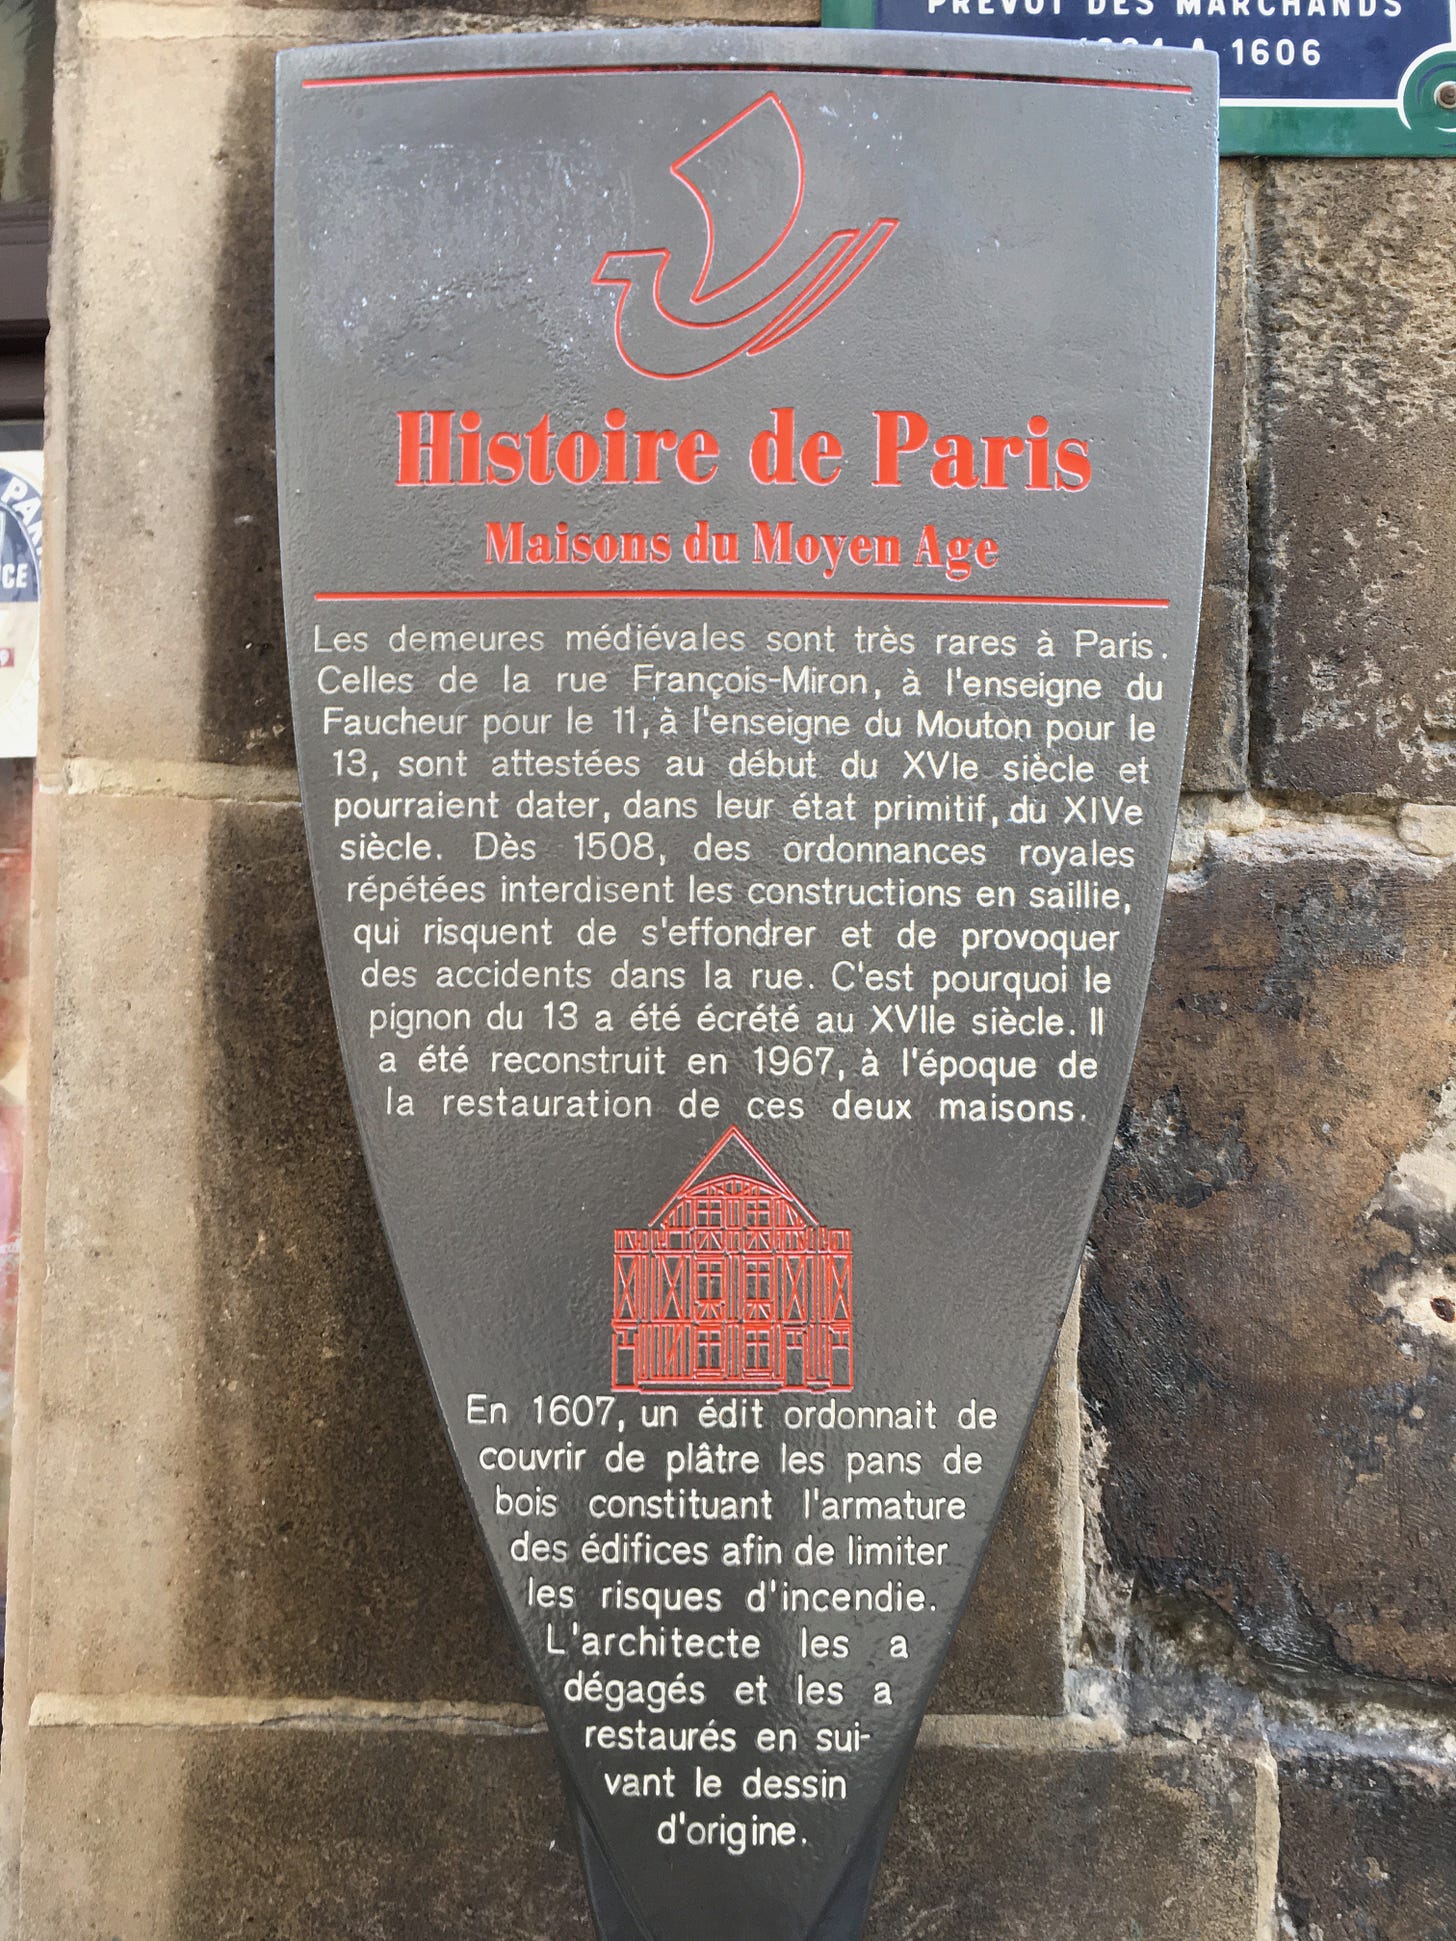 PREVOT DES MARCHANDS
A 1606
Histoire de Paris
Maisons du Moyen Age
Les demeures médiévales sont très rares à Paris.
Celles de la rue François-Miron, à l'enseigne du
Faucheur pour le 11, à l'enseigne du Mouton pour le
13, sont attestées au début du XVIe siècle et
pourraient dater, dans leur état primitif, du XIVe
siècle. Dès 1508, des ordonnances royales
répétées interdisent les constructions en saillie,
qui risquent de s'effondrer et de provoquer
des accidents dans la rue. C'est pourquoi le
pignon du 13 a été écrété au XVIIe siècle. Il
a été reconstruit en 1967, à l'époque de
la restauration de ces deux maisons.
En 1607, un édit ordonnait de
couvrir de plâtre les pans de
bois constituant l'armature
des édifices afin de limiter
les risques d'incendie.
L'architecte les a
dégagés et les a
restaurés en sui-
vant le dessin
d'origine.